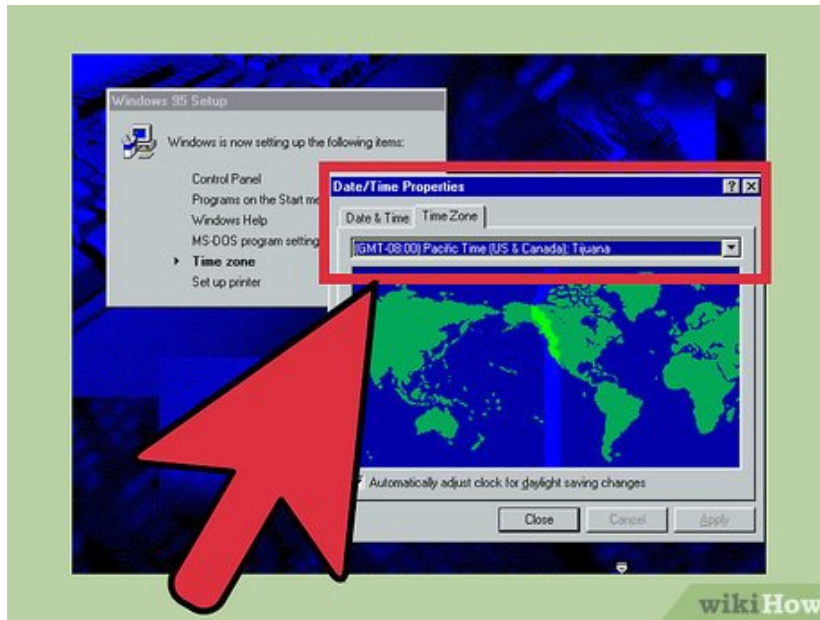 Windows 95 Setup
Windows is now setting up the following items:
Control Panel
Programs on the Start
Windows Help
MS-DOS program setting
Time zone
Set up printer
Date/Time Properties
Date & Time Time Zone
(GMT-08:00) Pacific Time (US & Canada); Tijuana
Automatically adjust clock for daylight saving changes
Close Cancel Apply
wikiHow